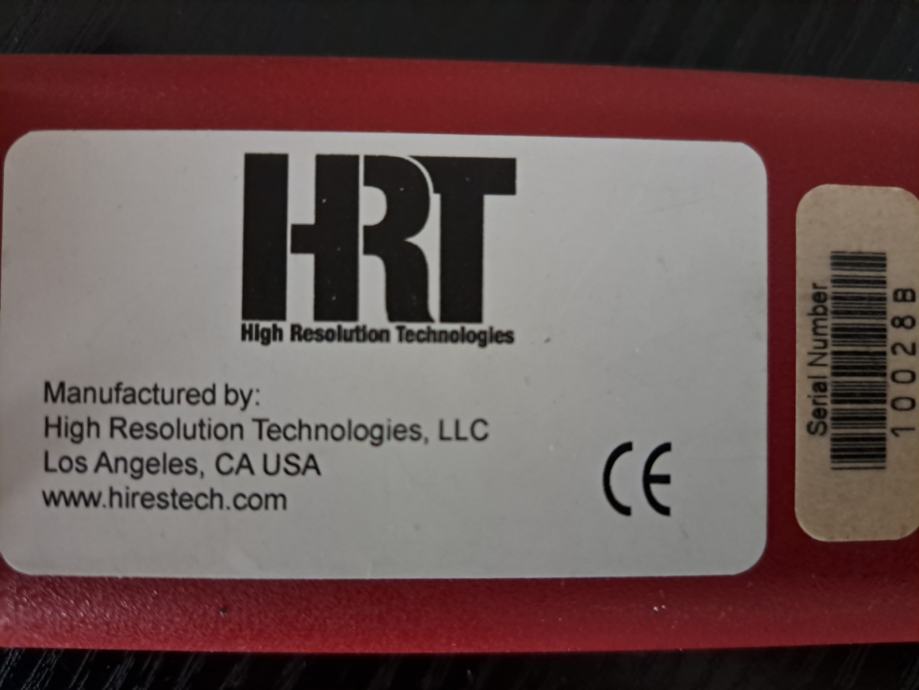 HRT
High Resolution Technologies
Manufactured by:
High Resolution Technologies, LLC
Los Angeles, CA USA
www.hirestech.com
CE
Serial Number
10028B